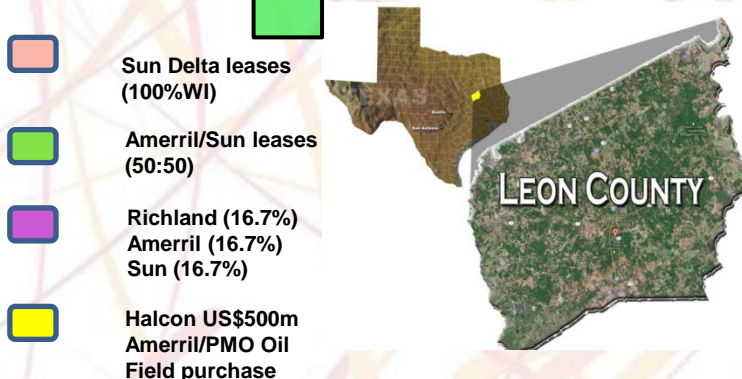 Sun Delta leases
(100%WI)
Amerril/Sun leases
(50:50)
Richland (16.7%)
Amerril (16.7%)
Sun (16.7%)
Halcon US$500m
Amerril/PMO Oil
Field purchase
TEXAS
Austin
San Antonio
LEON COUNTY